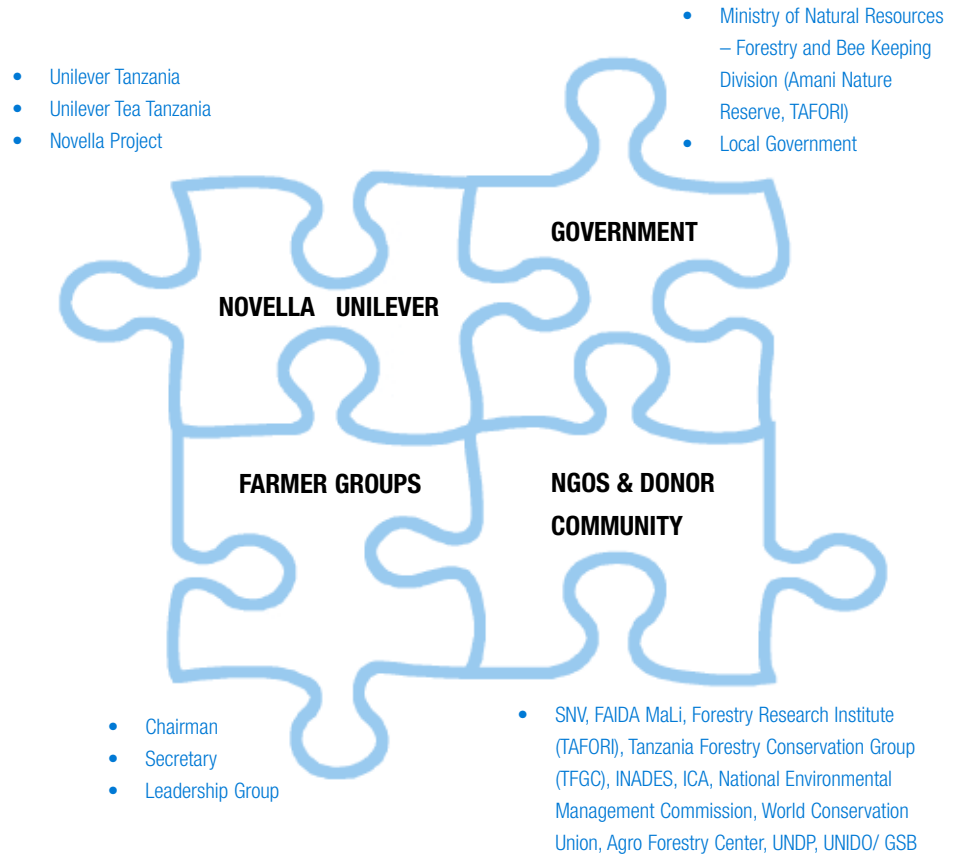 • Unilever Tanzania
• Unilever Tea Tanzania
• Novella Project
• Ministry of Natural Resources
– Forestry and Bee Keeping
Division (Amani Nature
Reserve, TAFORI)
• Local Government
NOVELLA UNILEVER
GOVERNMENT
FARMER GROUPS
NGOS & DONOR
COMMUNITY
• Chairman
• Secretary
• Leadership Group
• SNV, FAIDA MaLi, Forestry Research Institute
(TAFORI), Tanzania Forestry Conservation Group
(TFGC), INADES, ICA, National Environmental
Management Commission, World Conservation
Union, Agro Forestry Center, UNDP, UNIDO/ GSB